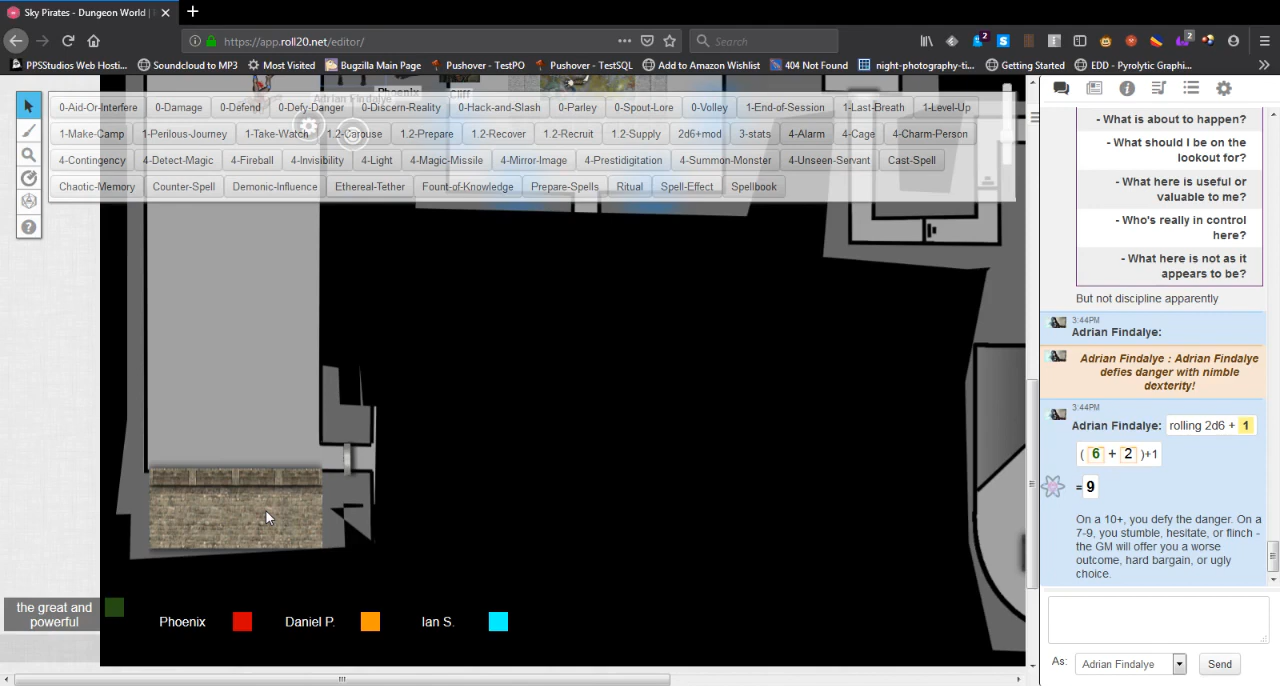 Sky Pirates - Dungeon World |
https://app.roll20.net/editor/
Search
2
2
PPSStudios Web Hosti...
Soundcloud to MP3
Most Visited
Bugzilla Main Page
Pushover - TestPO
Pushover - TestSQL
Add to Amazon Wishlist
404 Not Found
night-photography-ti...
Getting Started
EDD - Pyrolytic Graphi...
Adrian Findalye
Phoenix
Cliff
0-Aid-Or-Interfere
0-Damage
0-Defend
0-Defy-Danger
0-Discern-Reality
0-Hack-and-Slash
0-Parley
0-Spout-Lore
0-Volley
1-End-of-Session
1-Last-Breath
1-Level-Up
1-Make-Camp
1-Perilous-Journey
1-Take-Watch
1.2-Carouse
1.2-Prepare
1.2-Recover
1.2-Recruit
1.2-Supply
2d6+mod
3-stats
4-Alarm
4-Cage
4-Charm-Person
4-Contingency
4-Detect-Magic
4-Fireball
4-Invisibility
4-Light
4-Magic-Missile
4-Mirror-Image
4-Prestidigitation
4-Summon-Monster
4-Unseen-Servant
Cast-Spell
Chaotic-Memory
Counter-Spell
Demonic-Influence
Ethereal-Tether
Fount-of-Knowledge
Prepare-Spells
Ritual
Spell-Effect
Spellbook
- What is about to happen?
- What should I be on the
lookout for?
- What here is useful or
valuable to me?
- Who's really in control
here?
- What here is not as it
appears to be?
But not discipline apparently
3:44PM
Adrian Findalye:
Adrian Findalye : Adrian Findalye
defies danger with nimble
dexterity!
3:44PM
Adrian Findalye: rolling 2d6 + 1
( 6 + 2 )+1
= 9
On a 10+, you defy the danger. On a
7-9, you stumble, hesitate, or flinch -
the GM will offer you a worse
outcome, hard bargain, or ugly
choice.
the great and
powerful
Phoenix
Daniel P.
Ian S.
As: Adrian Findalye
Send